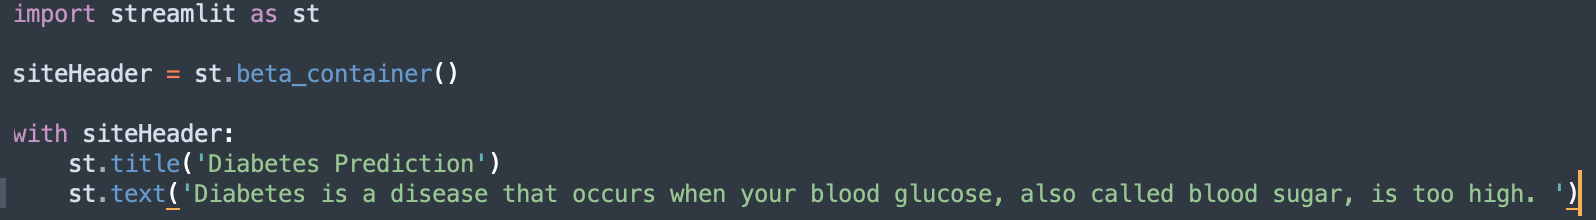 import streamlit as st
siteHeader = st.beta_container()
with siteHeader:
    st.title('Diabetes Prediction')
    st.text('Diabetes is a disease that occurs when your blood glucose, also called blood sugar, is too high. ')